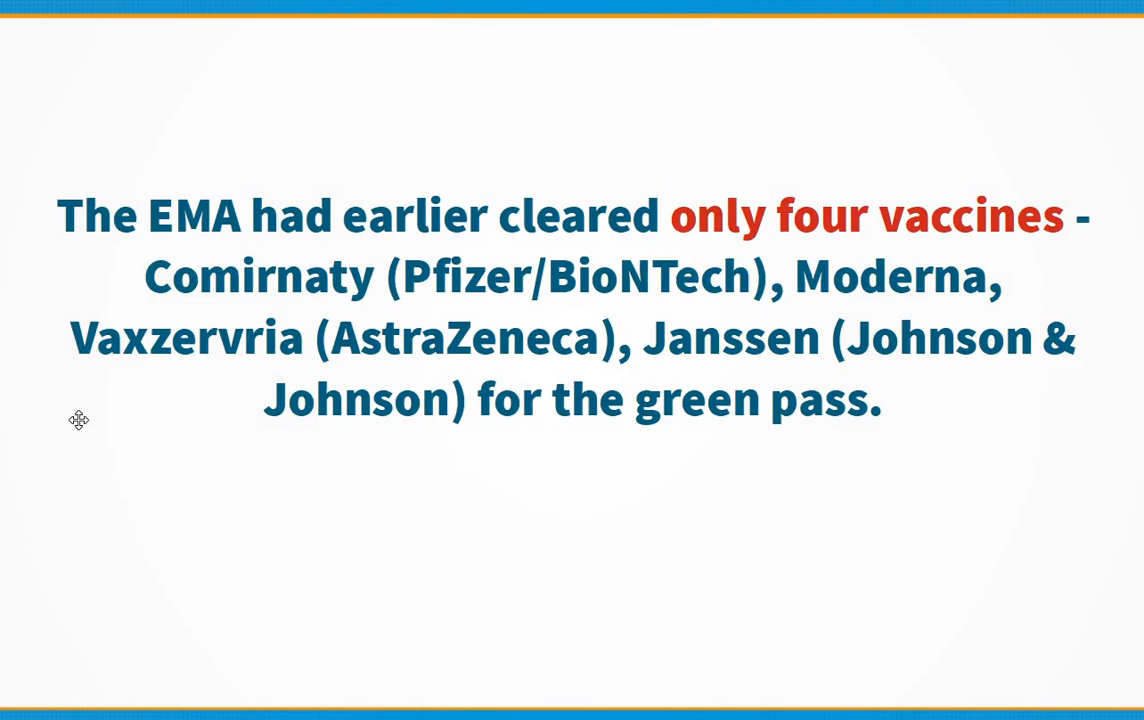 The EMA had earlier cleared only four vaccines -
Comirnaty (Pfizer/BioNTech), Moderna,
Vaxzervria (AstraZeneca), Janssen (Johnson &
Johnson) for the green pass.